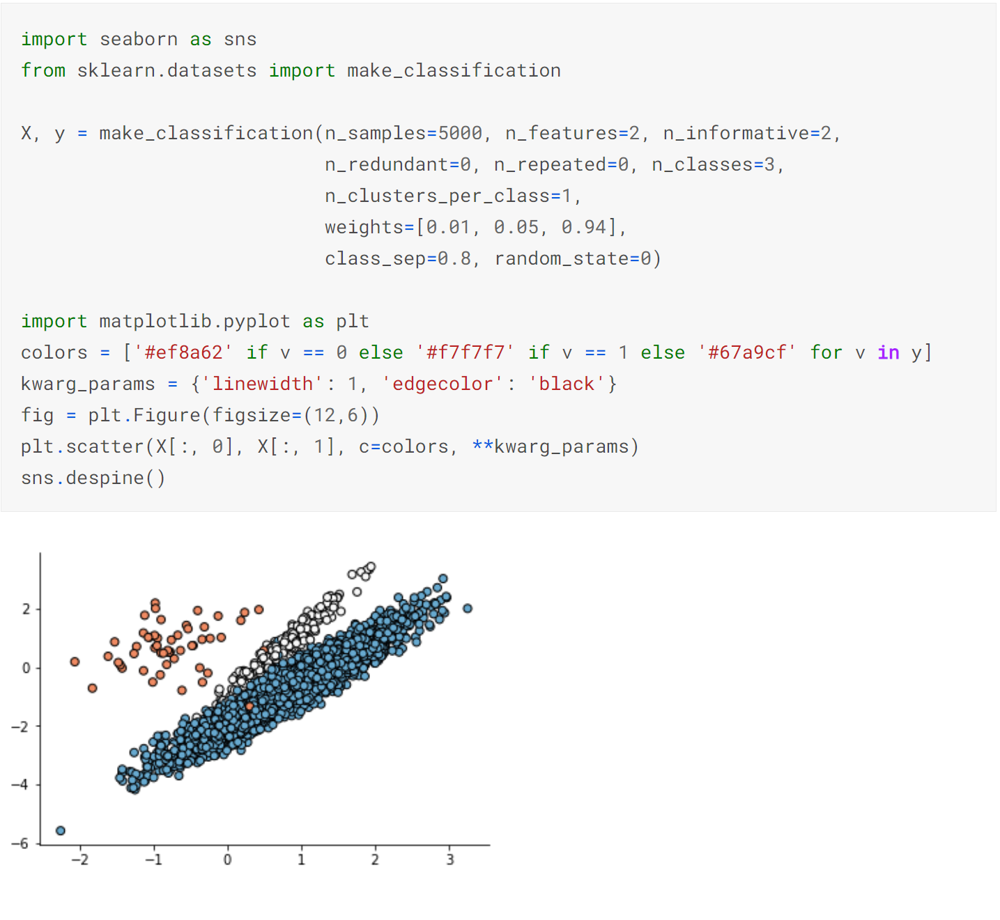 import seaborn as sns
from sklearn.datasets import make_classification
X, y = make_classification(n_samples=5000, n_features=2, n_informative=2,
n_redundant=0, n_repeated=0, n_classes=3,
n_clusters_per_class=1,
weights=[0.01, 0.05, 0.94],
class_sep=0.8, random_state=0)
import matplotlib.pyplot as plt
colors = ['#ef8a62' if v == 0 else '#f7f7f7' if v == 1 else '#67a9cf' for v in y]
kwarg_params = {'linewidth': 1, 'edgecolor': 'black'}
fig = plt.Figure(figsize=(12,6))
plt.scatter(X[:, 0], X[:, 1], c=colors, **kwarg_params)
sns.despine()
2
0
−2
−4
−6
−2 −1 0 1 2 3